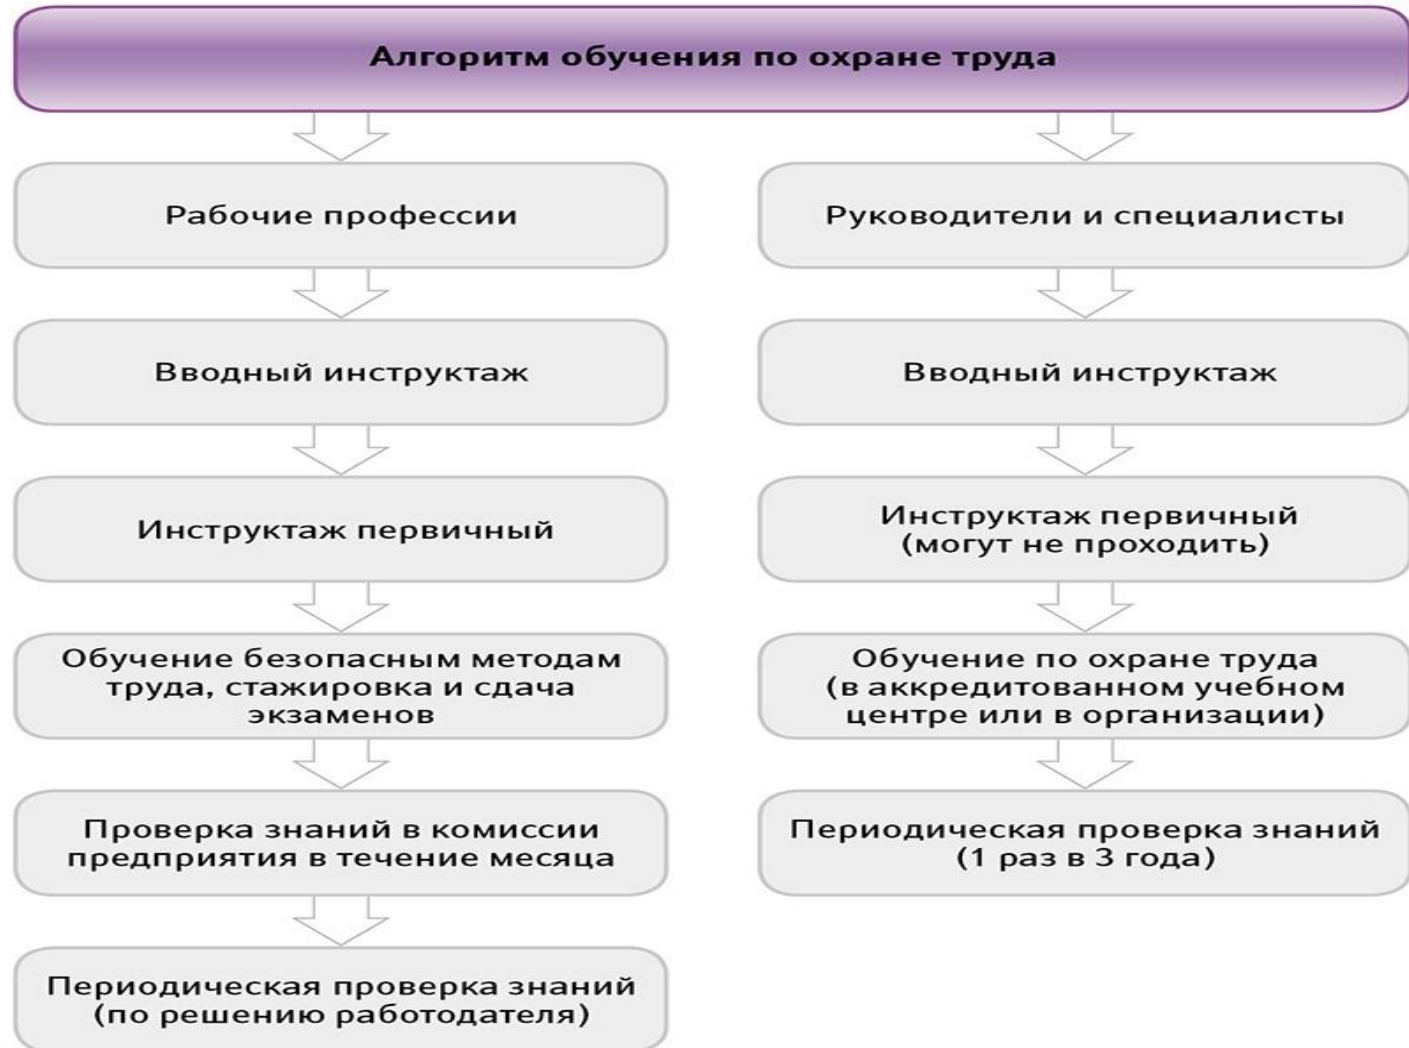 Алгоритм обучения по охране труда
Рабочие профессии
Вводный инструктаж
Инструктаж первичный
Обучение безопасным методам
труда, стажировка и сдача
экзаменов
Проверка знаний в комиссии
предприятия в течение месяца
Периодическая проверка знаний
(по решению работодателя)
Руководители и специалисты
Вводный инструктаж
Инструктаж первичный
(могут не проходить)
Обучение по охране труда
(в аккредитованном учебном
центре или в организации)
Периодическая проверка знаний
(1 раз в 3 года)